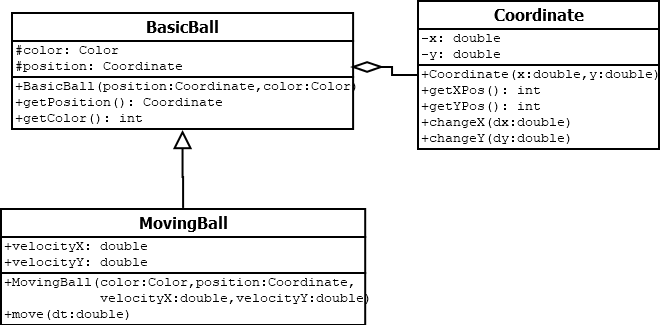 BasicBall
#color: Color
#position: Coordinate
+BasicBall(position:Coordinate,color:Color)
+getPosition(): Coordinate
+getColor(): int
Coordinate
-x: double
-y: double
+Coordinate(x:double,y:double)
+getXPos(): int
+getYPos(): int
+changeX(dx:double)
+changeY(dy:double)
MovingBall
+velocityX: double
+velocityY: double
+MovingBall(color:Color,position:Coordinate,
velocityX:double,velocityY:double)
+move(dt:double)